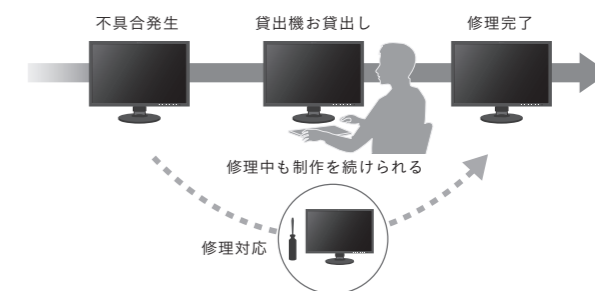 不具合発生
貸出機お貸出し
修理完了
修理中も制作を続けられる
修理対応